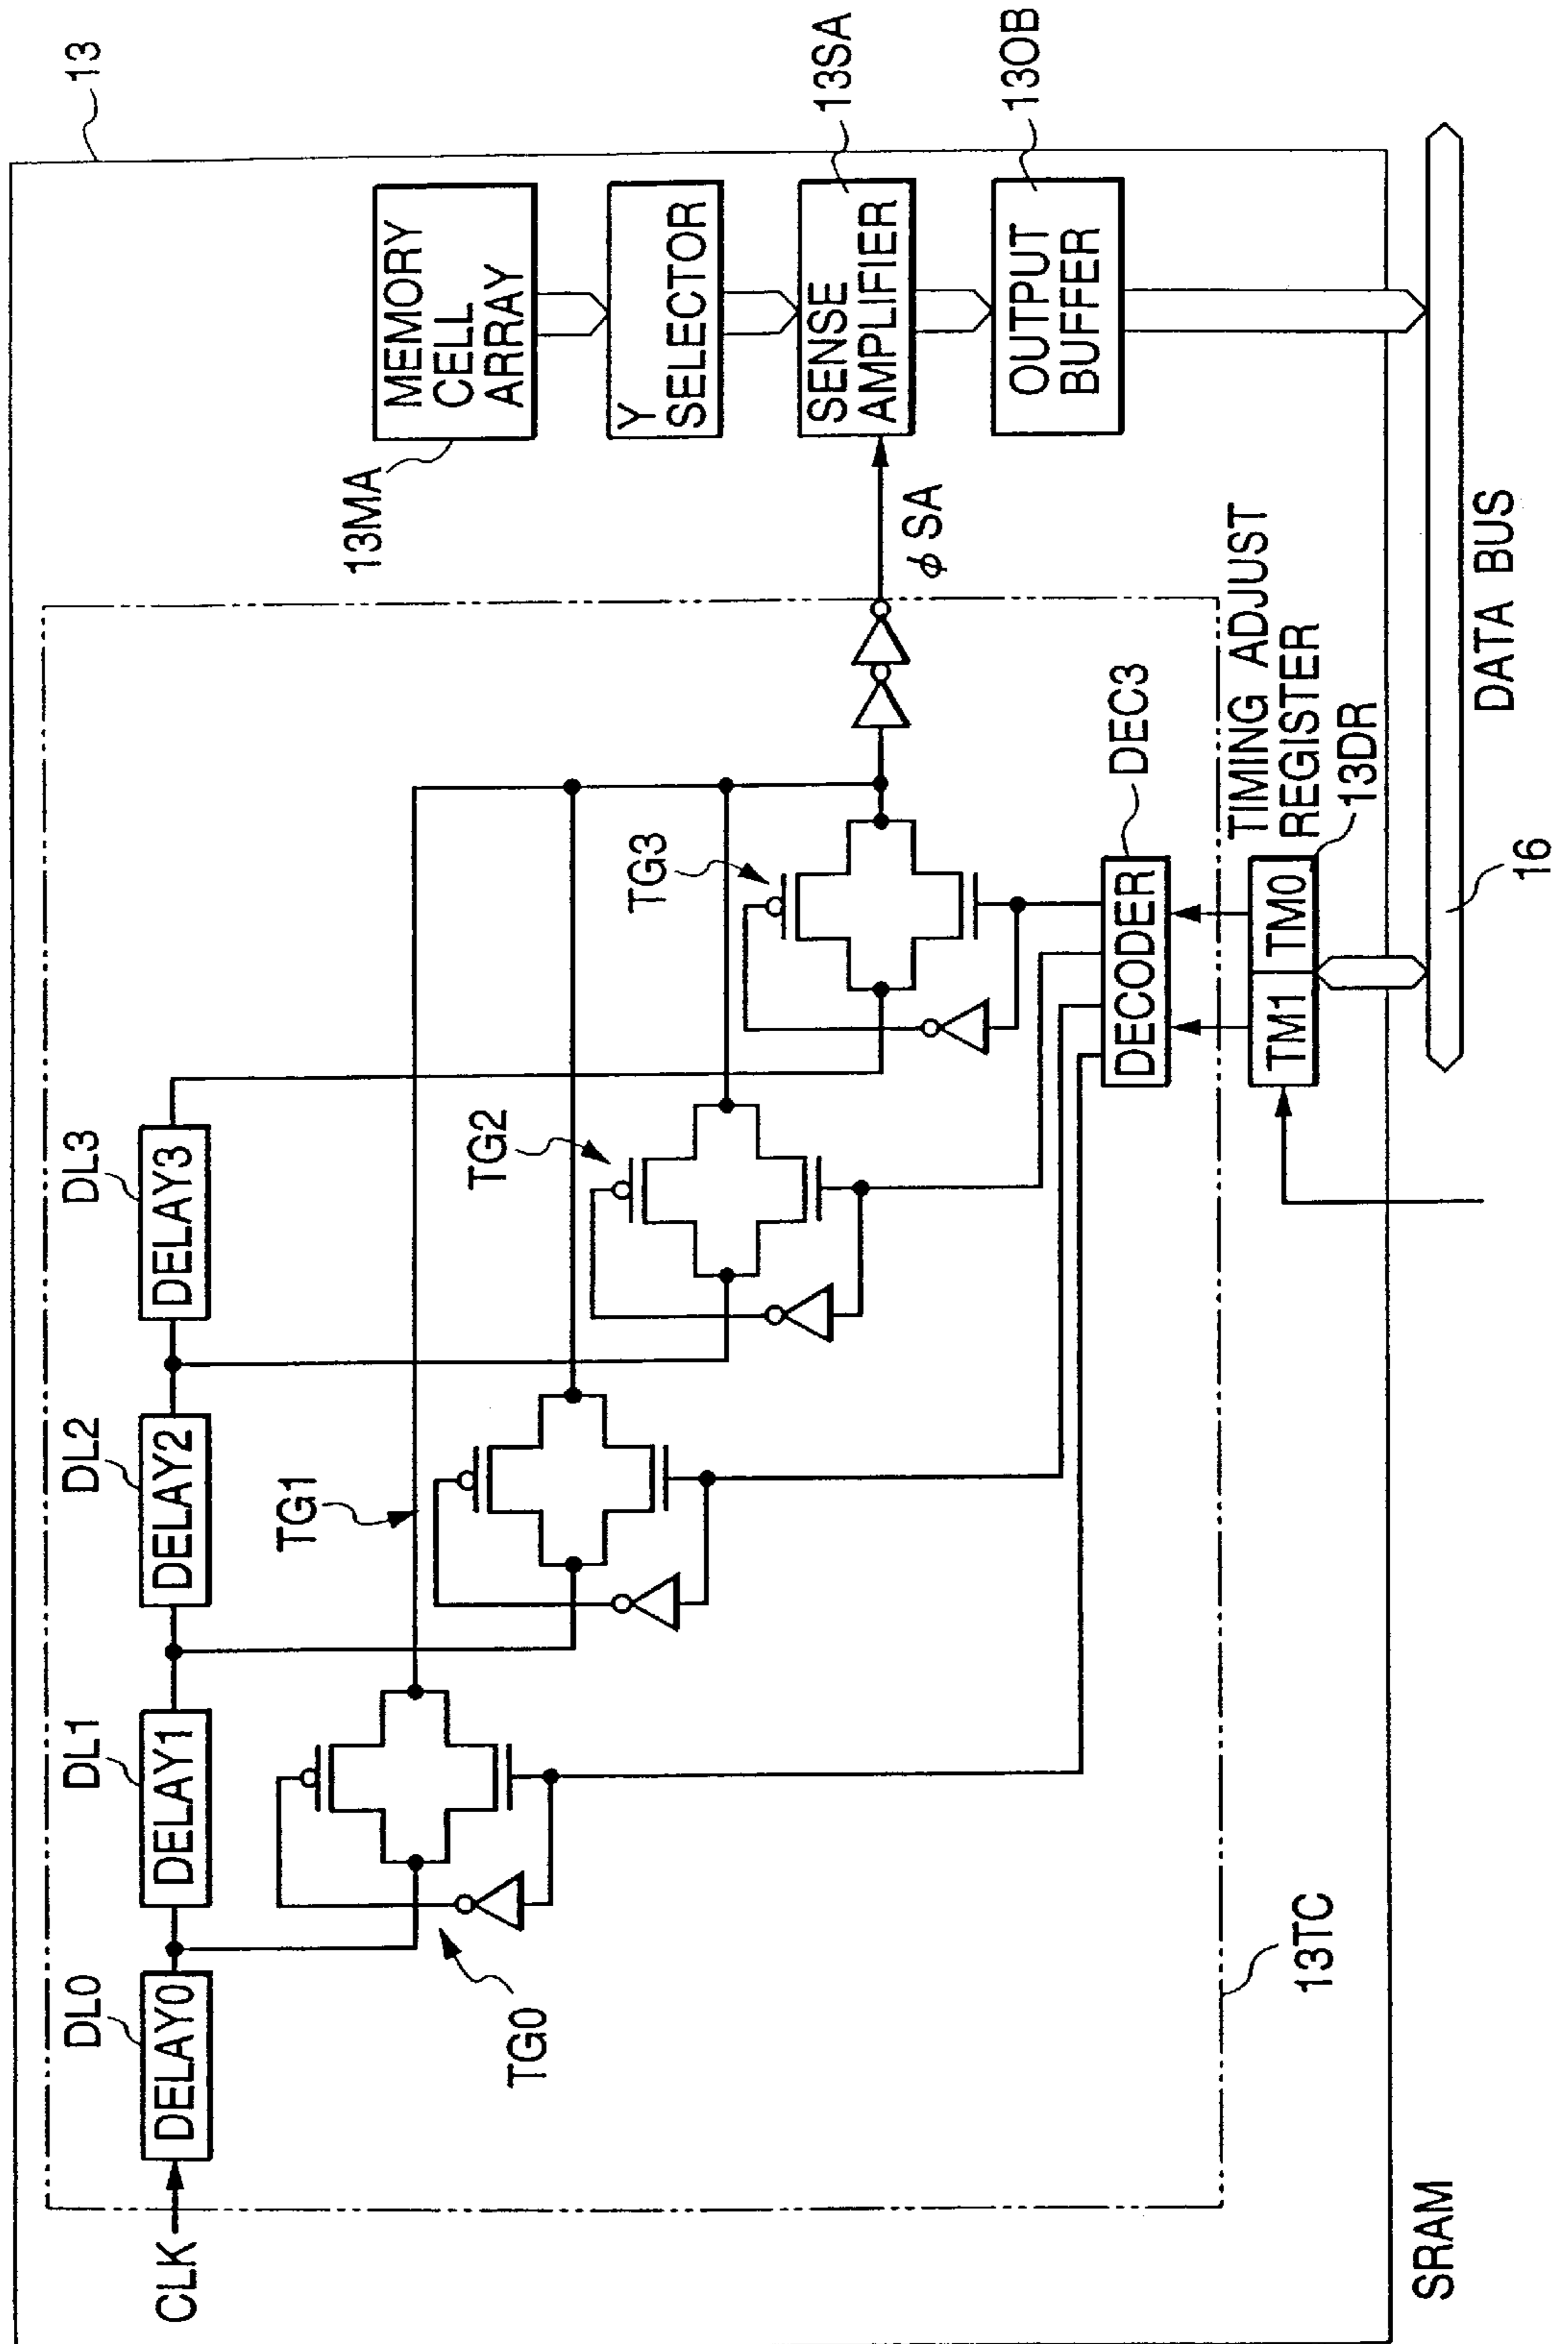 13
DL0
DL1
DL2
DL3
CLK
DELAY0
DELAY1
DELAY2
DELAY3
TG0
TG1
TG2
TG3
13MA
MEMORY
CELL
ARRAY
Y
SELECTOR
SENSE
AMPLIFIER
13SA
φ SA
OUTPUT
BUFFER
13OB
DECODER
DEC3
13TC
TIMING ADJUST
REGISTER
13DR
TM1
TM0
SRAM
16
DATA BUS